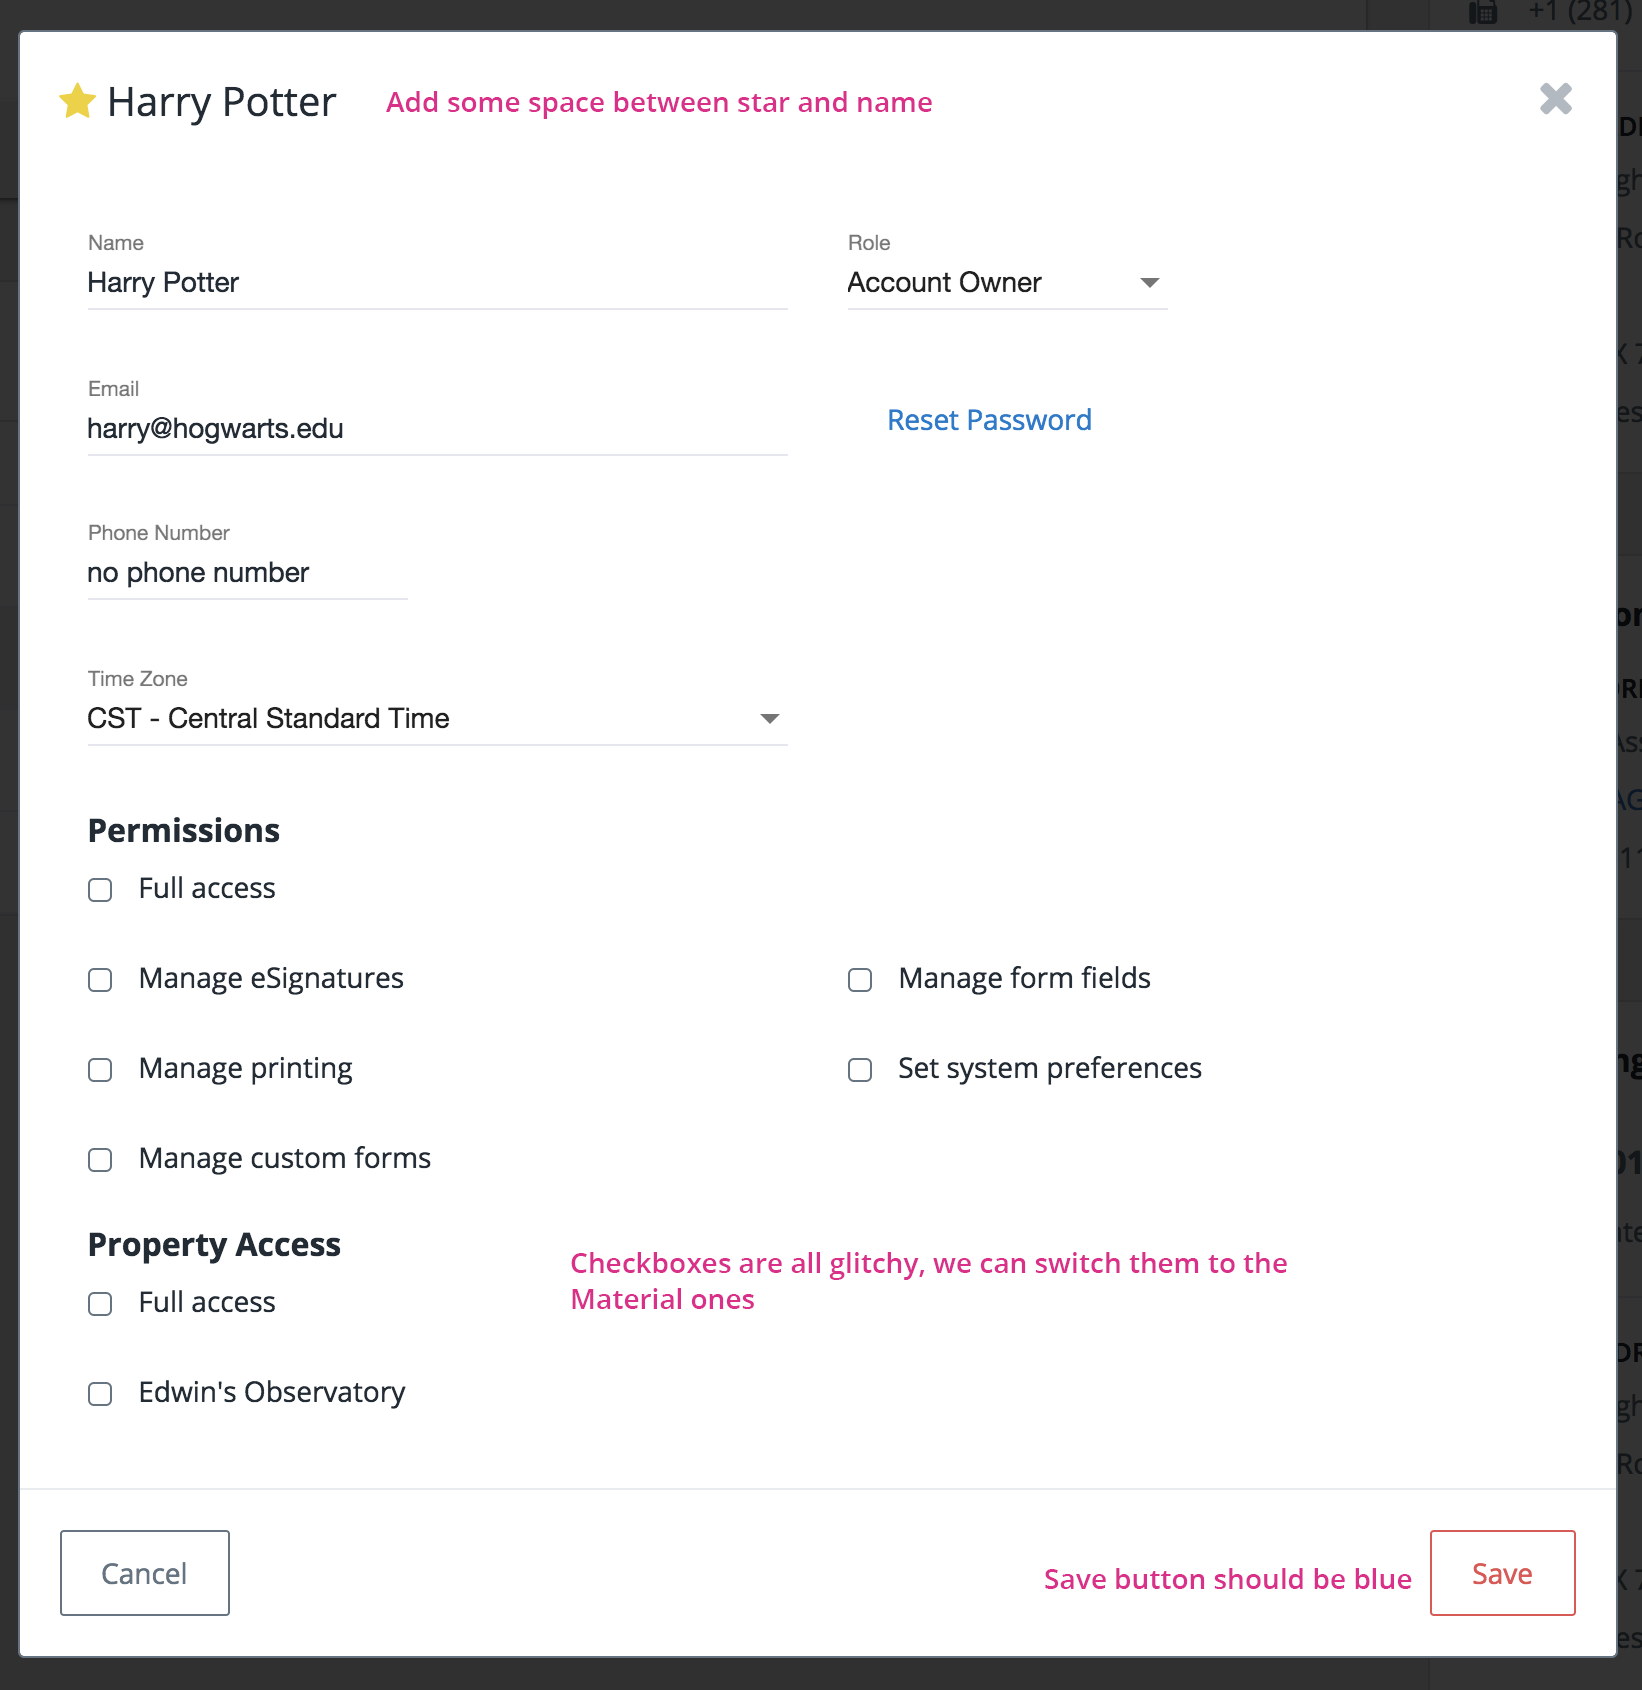 +1 (281)
Harry Potter
Add some space between star and name
Name
Harry Potter
Role
Account Owner
Email
harry@hogwarts.edu
Reset Password
Phone Number
no phone number
Time Zone
CST - Central Standard Time
Permissions
Full access
Manage eSignatures
Manage form fields
Manage printing
Set system preferences
Manage custom forms
Property Access
Checkboxes are all glitchy, we can switch them to the
Material ones
Full access
Edwin's Observatory
Cancel
Save button should be blue
Save